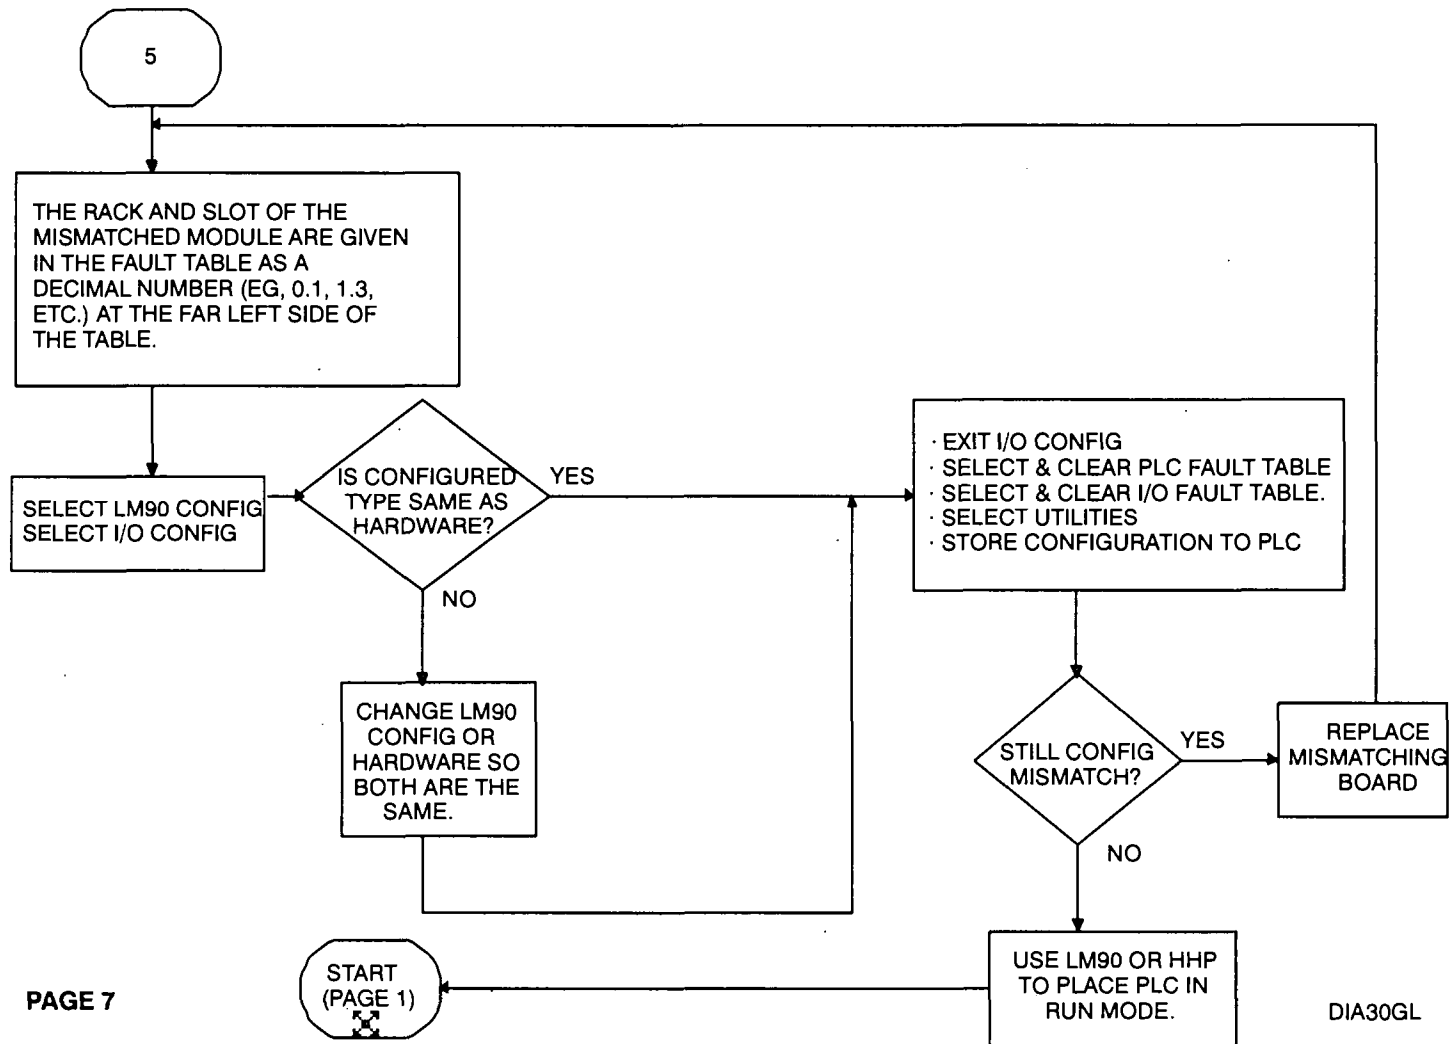 5
THE RACK AND SLOT OF THE
MISMATCHED MODULE ARE GIVEN
IN THE FAULT TABLE AS A
DECIMAL NUMBER (EG, 0.1, 1.3,
ETC.) AT THE FAR LEFT SIDE OF
THE TABLE.
SELECT LM90 CONFIG
SELECT I/O CONFIG
IS CONFIGURED
TYPE SAME AS
HARDWARE?
YES
NO
CHANGE LM90
CONFIG OR
HARDWARE SO
BOTH ARE THE
SAME.
· EXIT I/O CONFIG
· SELECT & CLEAR PLC FAULT TABLE
· SELECT & CLEAR I/O FAULT TABLE.
· SELECT UTILITIES
· STORE CONFIGURATION TO PLC
STILL CONFIG
MISMATCH?
YES
NO
REPLACE
MISMATCHING
BOARD
USE LM90 OR HHP
TO PLACE PLC IN
RUN MODE.
START
(PAGE 1)
PAGE 7
DIA30GL